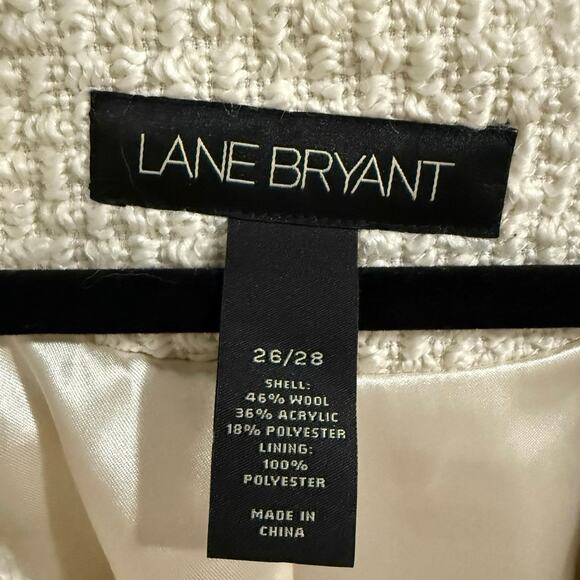 LANE BRYANT
26/28
SHELL:
46% WOOL
36% ACRYLIC
18% POLYESTER
LINING:
100%
POLYESTER
MADE IN
CHINA